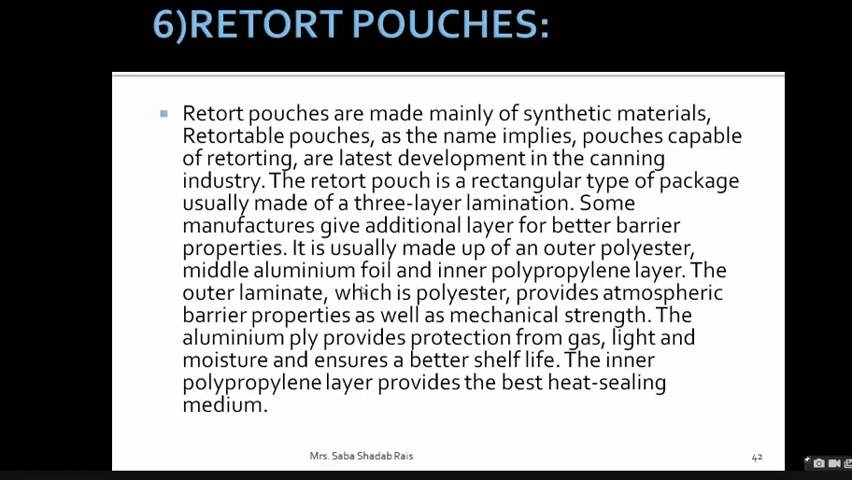 6)RETORT POUCHES:
Retort pouches are made mainly of synthetic materials,
Retortable pouches, as the name implies, pouches capable
of retorting, are latest development in the canning
industry. The retort pouch is a rectangular type of package
usually made of a three-layer lamination. Some
manufactures give additional layer for better barrier
properties. It is usually made up of an outer polyester,
middle aluminium foil and inner polypropylene layer. The
outer laminate, which is polyester, provides atmospheric
barrier properties as well as mechanical strength. The
aluminium ply provides protection from gas, light and
moisture and ensures a better shelf life. The inner
polypropylene layer provides the best heat-sealing
medium.
Mrs. Saba Shadab Rais
42